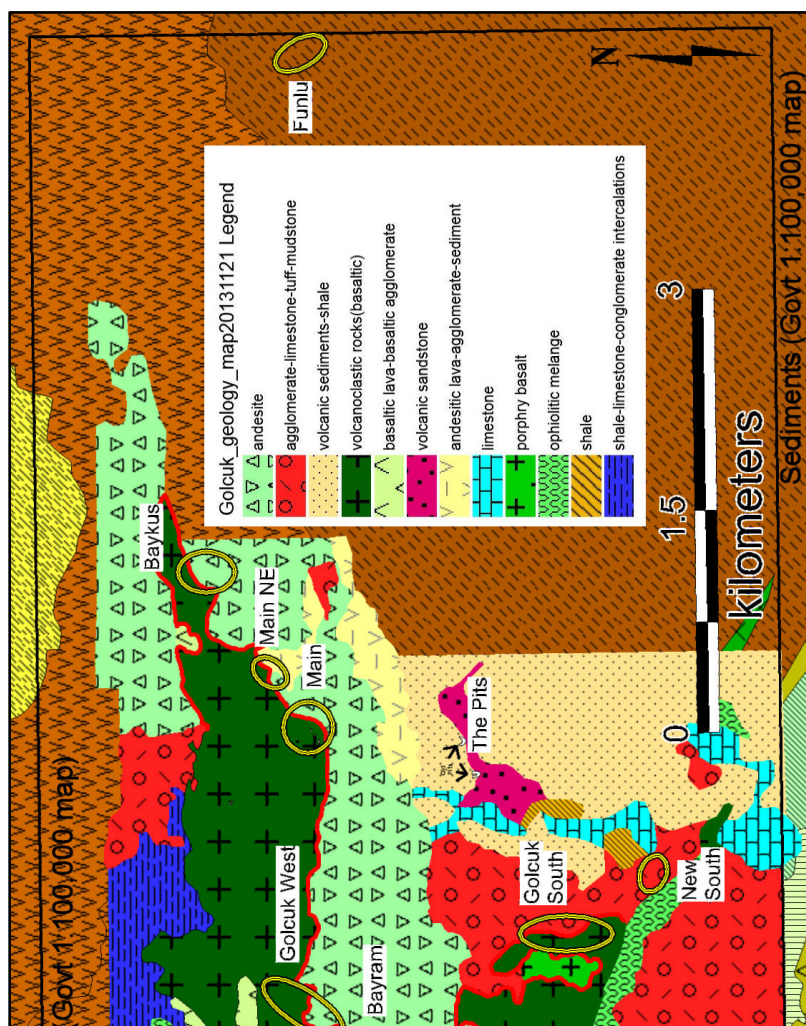 (Govt 1:100,000 map)
Baykus
Main NE
Main
Golcuk West
Bayram
The Pits
Golcuk
South
New
South
Funlu
N
Golcuk_geology_map20131121 Legend
andesite
agglomerate-limestone-tuff-mudstone
volcanic sediments-shale
volcanoclastic rocks(basaltic)
basaltic lava-basaltic agglomerate
volcanic sandstone
andesitic lava-agglomerate-sediment
limestone
porphry basalt
ophiolitic melange
shale
shale-limestone-conglomerate intercalations
0
1.5
3
kilometers
Sediments (Govt 1:100,000 map)